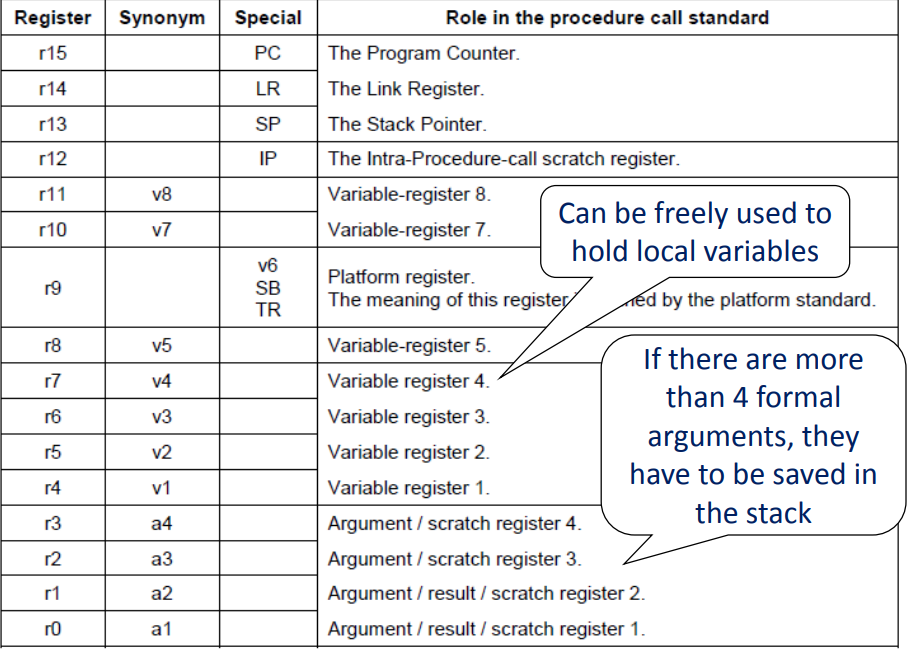 Register Synonym Special Role in the procedure call standard
r15 PC The Program Counter.
r14 LR The Link Register.
r13 SP The Stack Pointer.
r12 IP The Intra-Procedure-call scratch register.
r11 v8 Variable-register 8.
r10 v7 Variable-register 7.
Can be freely used to
hold local variables
r9 v6
SB
TR
Platform register.
The meaning of this register by the platform standard.
r8 v5 Variable-register 5.
r7 v4 Variable register 4.
r6 v3 Variable register 3.
r5 v2 Variable register 2.
r4 v1 Variable register 1.
If there are more
than 4 formal
arguments, they
have to be saved in
the stack
r3 a4 Argument / scratch register 4.
r2 a3 Argument / scratch register 3.
r1 a2 Argument / result / scratch register 2.
r0 a1 Argument / result / scratch register 1.